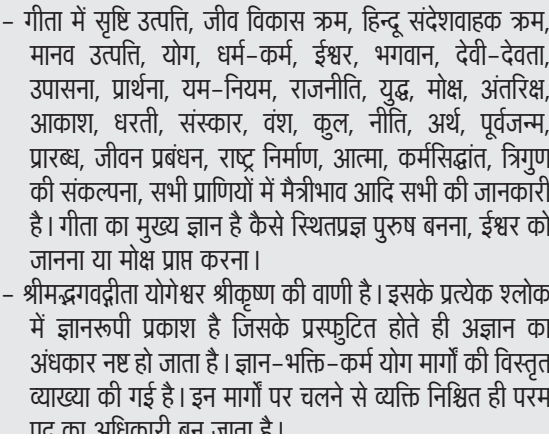 – गीता में सृष्टि उत्पत्ति, जीव विकास क्रम, हिन्दू संदेशवाहक क्रम,
मानव उत्पत्ति, योग, धर्म–कर्म, ईश्वर, भगवान, देवी–देवता,
उपासना, प्रार्थना, यम–नियम, राजनीति, युद्ध, मोक्ष, अंतरिक्ष,
आकाश, धरती, संस्कार, वंश, कुल, नीति, अर्थ, पूर्वजन्म,
प्रारब्ध, जीवन प्रबंधन, राष्ट्र निर्माण, आत्मा, कर्मसिद्धांत, त्रिगुण
की संकल्पना, सभी प्राणियों में मैत्रीभाव आदि सभी की जानकारी
है। गीता का मुख्य ज्ञान है कैसे स्थितप्रज्ञ पुरुष बनना, ईश्वर को
जानना या मोक्ष प्राप्त करना।
– श्रीमद्भगवद्गीता योगेश्वर श्रीकृष्ण की वाणी है। इसके प्रत्येक श्लोक
में ज्ञानरूपी प्रकाश है जिसके प्रस्फुटित होते ही अज्ञान का
अंधकार नष्ट हो जाता है। ज्ञान–भक्ति–कर्म योग मार्गों की विस्तृत
व्याख्या की गई है। इन मार्गों पर चलने से व्यक्ति निश्चित ही परम
पद का अधिकारी बन जाता है।